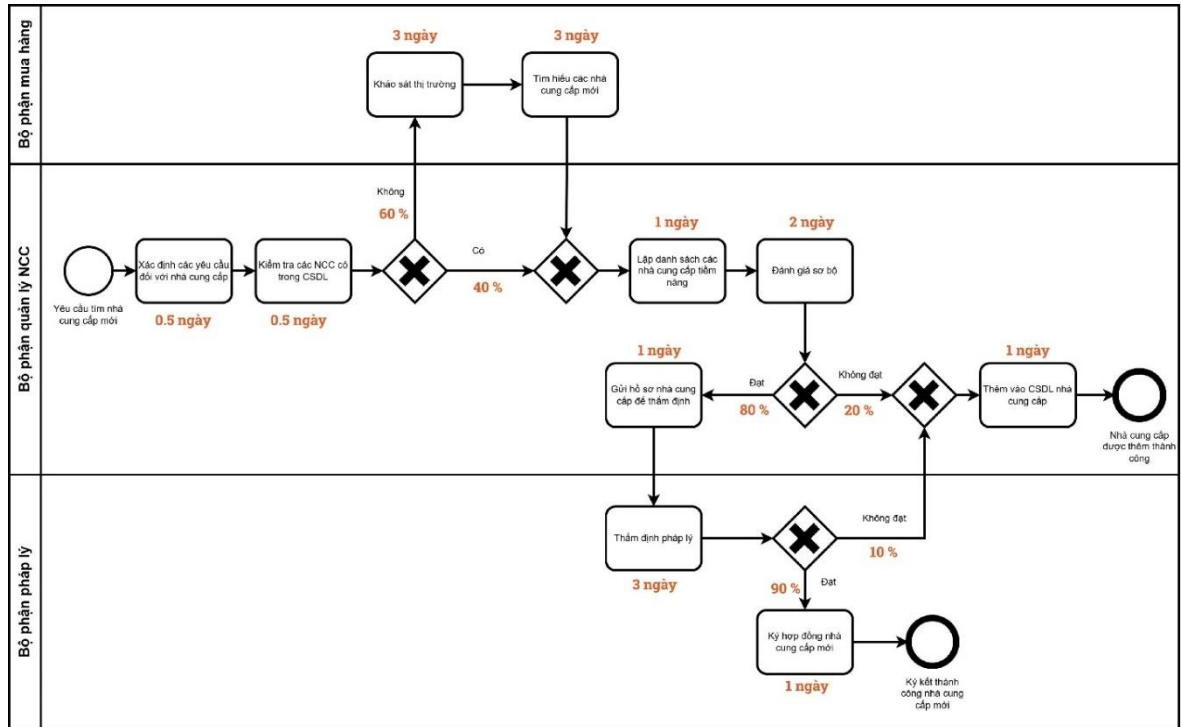 Bộ phận mua hàng
3 ngày
3 ngày
Khảo sát thị trường
Tìm hiểu các nhà
cung cấp mới
Bộ phận quản lý NCC
Không
60 %
Có
40 %
1 ngày
2 ngày
Yêu cầu tìm nhà
cung cấp mới
Xác định các yêu cầu
đối với nhà cung cấp
0.5 ngày
Kiểm tra các NCC có
trong CSDL
0.5 ngày
Lập danh sách các
nhà cung cấp tiềm
năng
Đánh giá sơ bộ
1 ngày
Gửi hồ sơ nhà cung
cấp để thẩm định
Đạt
80 %
Không đạt
20 %
1 ngày
Thêm vào CSDL nhà
cung cấp
Nhà cung cấp
được thêm thành
công
Bộ phận pháp lý
Thẩm định pháp lý
3 ngày
Không đạt
10 %
90 %
Đạt
Ký hợp đồng nhà
cung cấp mới
1 ngày
Ký kết thành
công nhà cung
cấp mới